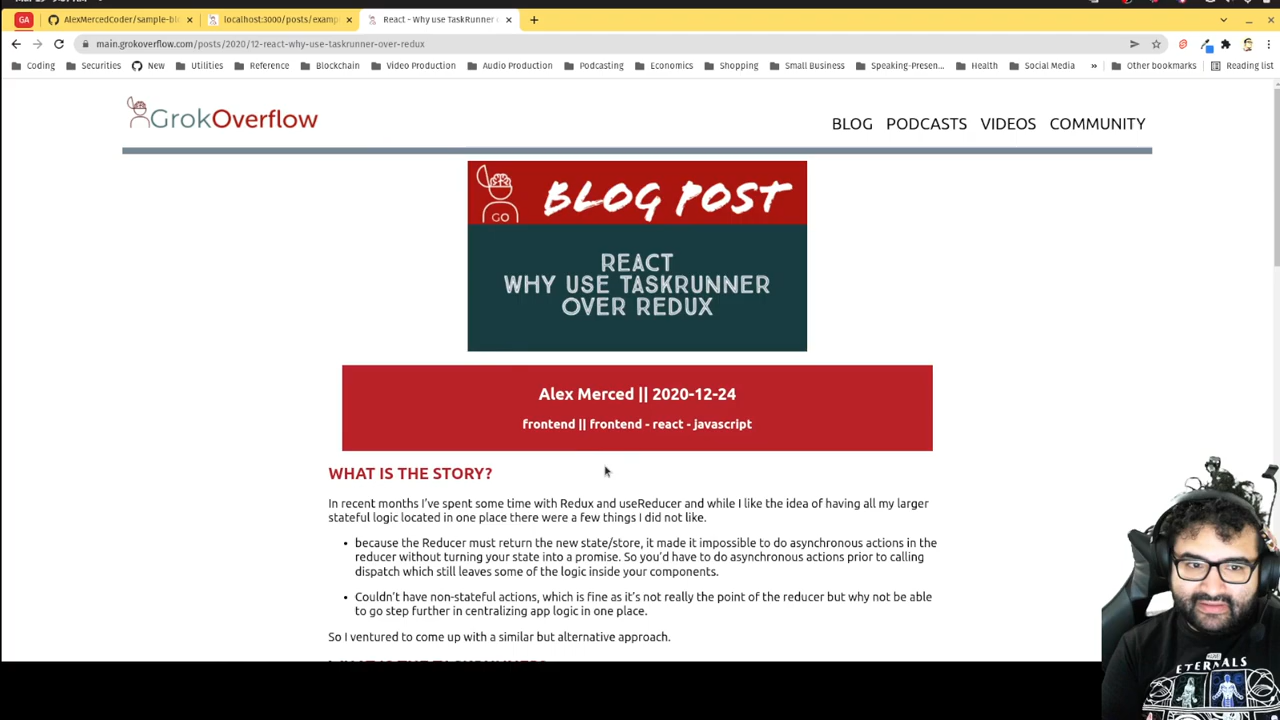 GA
AlexMercedCoder/sample-bl
localhost:3000/posts/examp
React - Why use TaskRunner
main.grokoverflow.com/posts/2020/12-react-why-use-taskrunner-over-redux
Coding
Securities
New
Utilities
Reference
Blockchain
Video Production
Audio Production
Podcasting
Economics
Shopping
Small Business
Speaking-Presen...
Health
Social Media
»
Other bookmarks
Reading list
GrokOverflow
BLOG
PODCASTS
VIDEOS
COMMUNITY
GO
BLOG POST
REACT
WHY USE TASKRUNNER
OVER REDUX
Alex Merced || 2020-12-24
frontend || frontend - react - javascript
WHAT IS THE STORY?
In recent months I've spent some time with Redux and useReducer and while I like the idea of having all my larger
stateful logic located in one place there were a few things I did not like.
• because the Reducer must return the new state/store, it made it impossible to do asynchronous actions in the
reducer without turning your state into a promise. So you'd have to do asynchronous actions prior to calling
dispatch which still leaves some of the logic inside your components.
• Couldn't have non-stateful actions, which is fine as it's not really the point of the reducer but why not be able
to go step further in centralizing app logic in one place.
So I ventured to come up with a similar but alternative approach.
ETERNALS